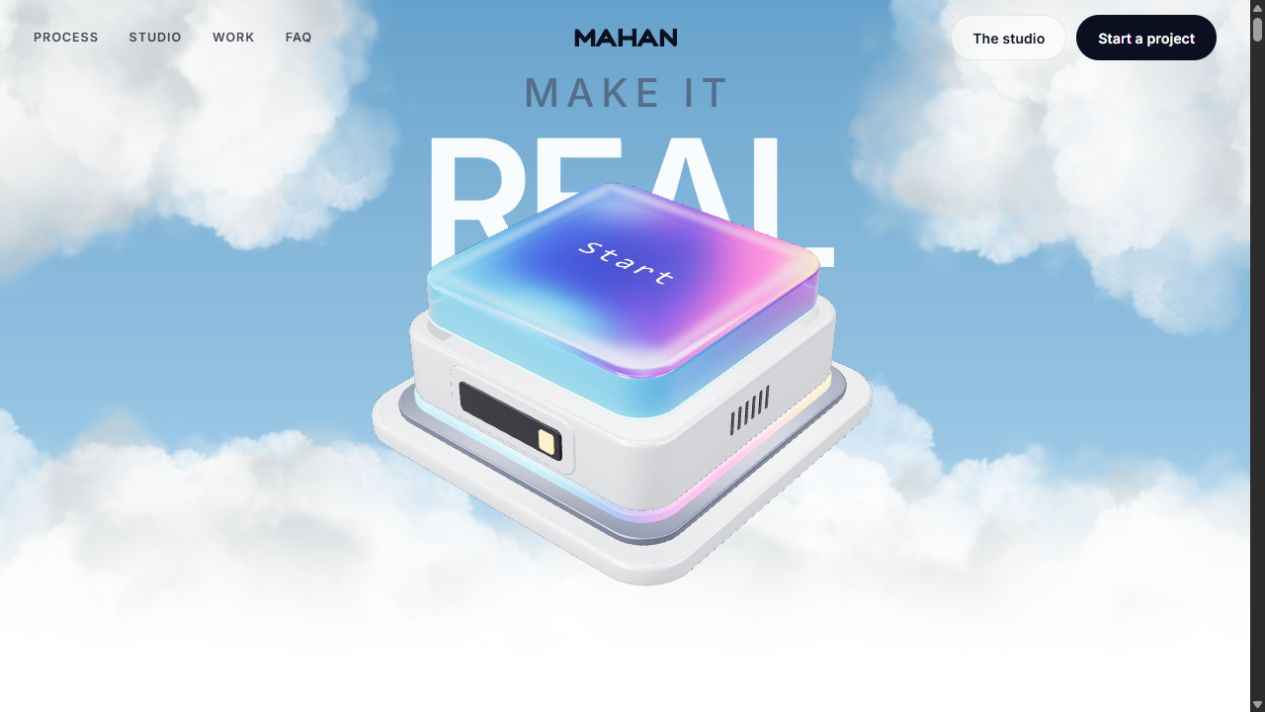 PROCESS STUDIO WORK FAQ
MAHAN
The studio
Start a project
MAKE IT
REAL
Start